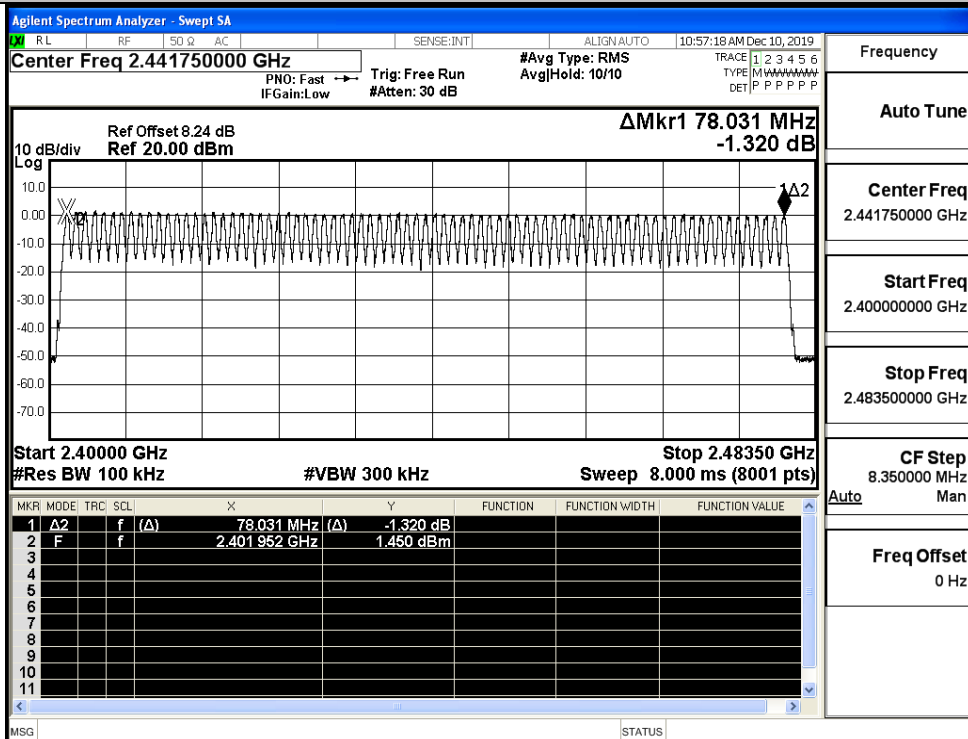 Agilent Spectrum Analyzer - Swept SA
LXI RL RF 50 Ω AC SENSE:INT ALIGNAUTO 10:57:18 AM Dec 10, 2019
Center Freq 2.441750000 GHz
PNO: Fast
IFGain:Low
Trig: Free Run
#Atten: 30 dB
#Avg Type: RMS
Avg|Hold: 10/10
TRACE 1 2 3 4 5 6
TYPE M WWWWW
DET P P P P P P
ΔMkr1 78.031 MHz
-1.320 dB
Ref Offset 8.24 dB
10 dB/div Ref 20.00 dBm
Log
10.0
0.00
-10.0
-20.0
-30.0
-40.0
-50.0
-60.0
-70.0
1Δ2
2
Start 2.40000 GHz Stop 2.48350 GHz
#Res BW 100 kHz #VBW 300 kHz Sweep 8.000 ms (8001 pts)
MKR MODE TRC SCL X Y FUNCTION FUNCTION WIDTH FUNCTION VALUE
1 Δ2 f (Δ) 78.031 MHz (Δ) -1.320 dB
2 F f 2.401 952 GHz 1.450 dBm
3
4
5
6
7
8
9
10
11
MSG STATUS
Frequency
Auto Tune
Center Freq
2.441750000 GHz
Start Freq
2.400000000 GHz
Stop Freq
2.483500000 GHz
CF Step
8.350000 MHz
Auto Man
Freq Offset
0 Hz